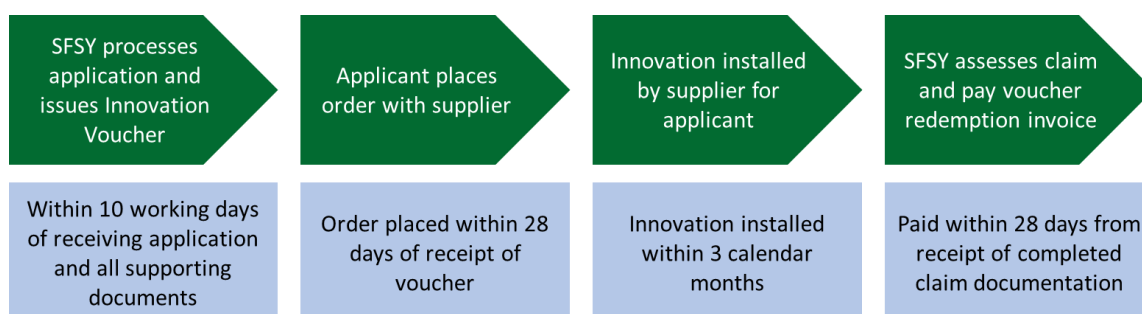 SFSY processes
application and
issues Innovation
Voucher
Applicant places
order with supplier
Innovation installed
by supplier for
applicant
SFSY assesses claim
and pay voucher
redemption invoice
Within 10 working days
of receiving application
and all supporting
documents
Order placed within 28
days of receipt of
voucher
Innovation installed
within 3 calendar
months
Paid within 28 days from
receipt of completed
claim documentation